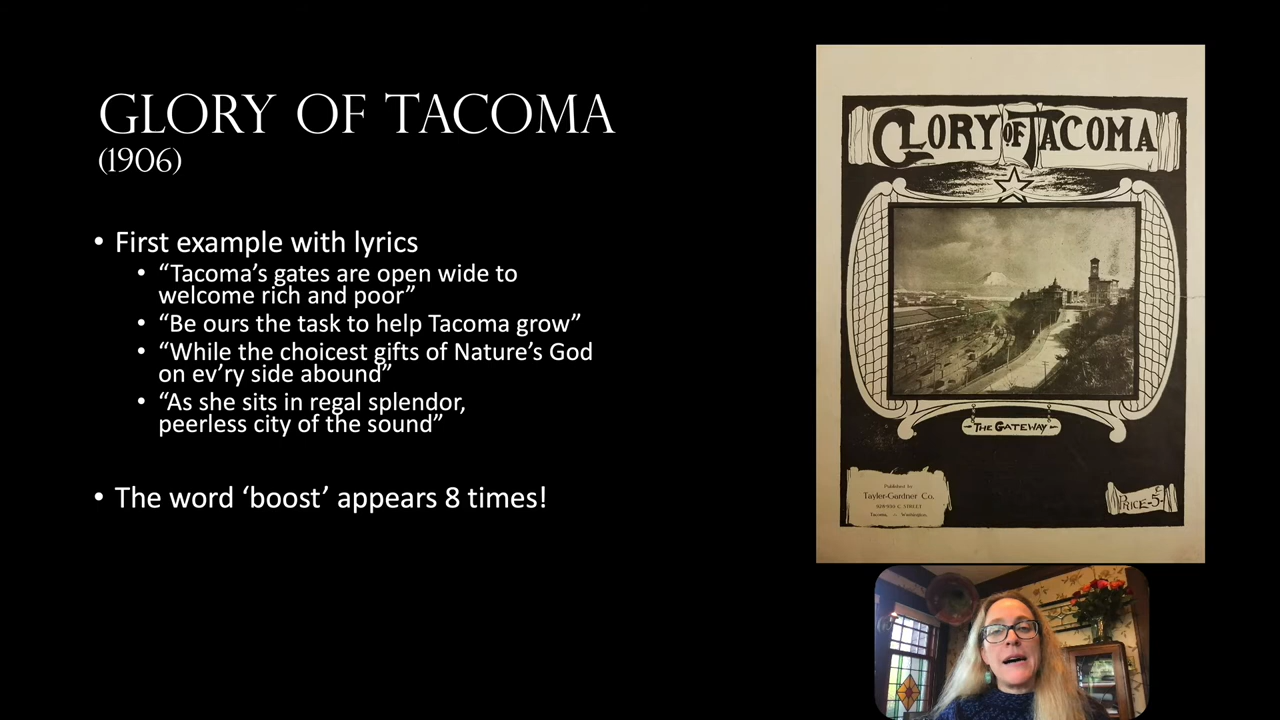 GLORY OF TACOMA
(1906)
• First example with lyrics
• “Tacoma’s gates are open wide to
welcome rich and poor”
• “Be ours the task to help Tacoma grow”
• “While the choicest gifts of Nature’s God
on ev’ry side abound”
• “As she sits in regal splendor,
peerless city of the sound”
• The word ‘boost’ appears 8 times!
GLORY OF TACOMA
THE GATEWAY
Published by
Tayler-Gardner Co.
C STREET
Tacoma, Washington.
PRICE-5-